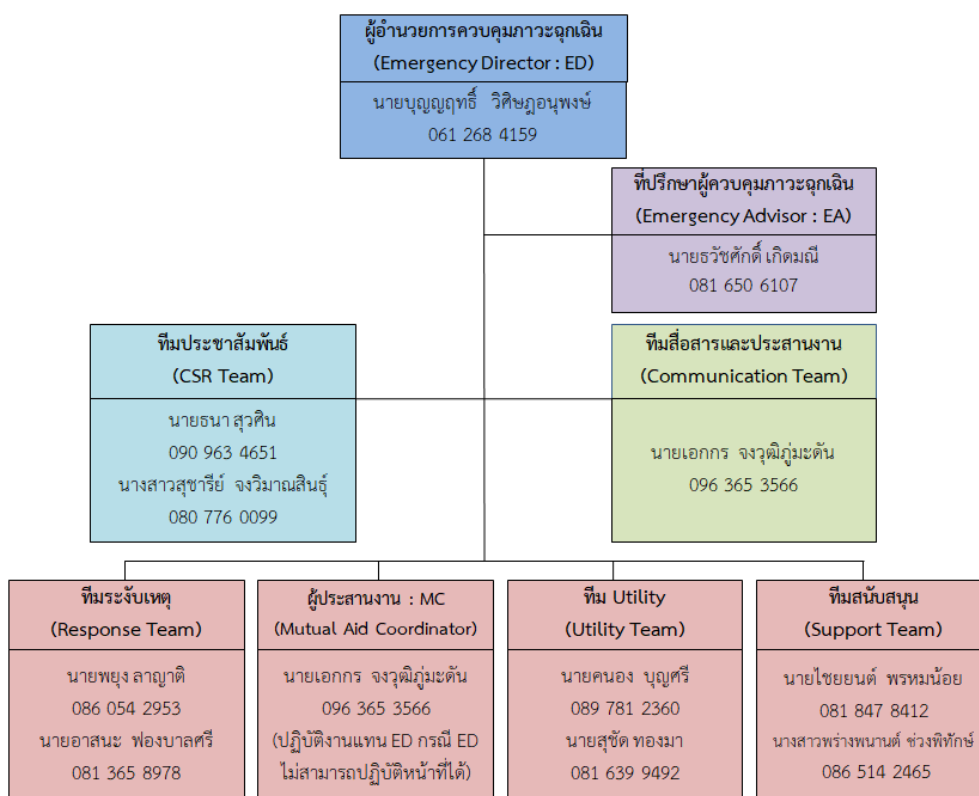 ผู้อำนวยการควบคุมภาวะฉุกเฉิน
(Emergency Director : ED)
นายบุญญฤทธิ์ วิศิษฎอนุพงษ์
061 268 4159
ที่ปรึกษาผู้ควบคุมภาวะฉุกเฉิน
(Emergency Advisor : EA)
นายธวัชศักดิ์ เกิดมณี
081 650 6107
ทีมประชาสัมพันธ์
(CSR Team)
นายธนา สุวศิน
090 963 4651
นางสาวสุชารีย์ จงวิมาณสินธุ์
080 776 0099
ทีมสื่อสารและประสานงาน
(Communication Team)
นายเอกกร จงวุฒิภู่มะดัน
096 365 3566
ทีมระงับเหตุ
(Response Team)
นายพยุง ลาญาติ
086 054 2953
นายอาสนะ ฟองบาลศรี
081 365 8978
ผู้ประสานงาน : MC
(Mutual Aid Coordinator)
นายเอกกร จงวุฒิภู่มะดัน
096 365 3566
(ปฏิบัติงานแทน ED กรณี ED
ไม่สามารถปฏิบัติหน้าที่ได้)
ทีม Utility
(Utility Team)
นายคนอง บุญศรี
089 781 2360
นายสุชัด ทองมา
081 639 9492
ทีมสนับสนุน
(Support Team)
นายไชยยนต์ พรหมน้อย
081 847 8412
นางสาวพร่างพนานต์ ช่วงพิทักษ์
086 514 2465